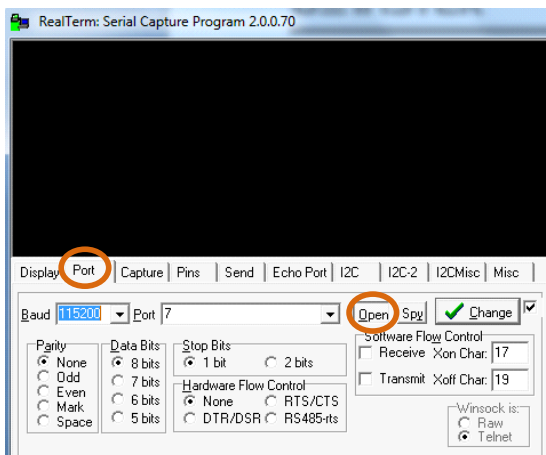 RealTerm: Serial Capture Program 2.0.0.70
Display Port Capture Pins Send Echo Port I2C I2C-2 I2CMisc Misc
Baud 115200 Port 7 Open Spy Change
Parity Data Bits Stop Bits Software Flow Control
None 8 bits 1 bit 2 bits Receive Xon Char: 17
Odd 7 bits Hardware Flow Control Transmit Xoff Char: 19
Even 6 bits None RTS/CTS
Mark 5 bits DTR/DSR RS485-rts Winsock is:
Space Raw
Telnet